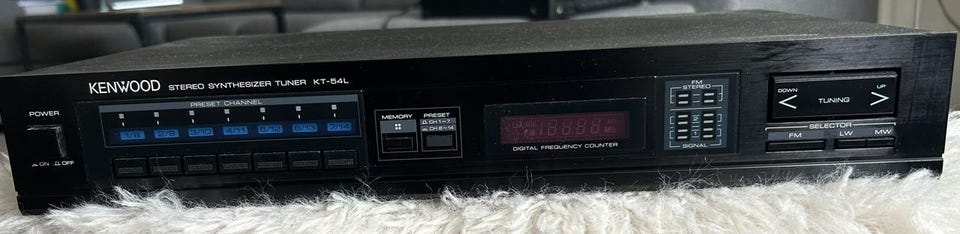 KENWOOD STEREO SYNTHESIZER TUNER KT-54L
POWER
ON OFF
PRESET CHANNEL
1/8 2/9 3/10 4/11 5/12 6/13 7/14
MEMORY
PRESET
CH 1~7
CH 8~14
DIGITAL FREQUENCY COUNTER
FM
STEREO
2
1
SIGNAL
DOWN UP
< TUNING >
SELECTOR
FM LW MW